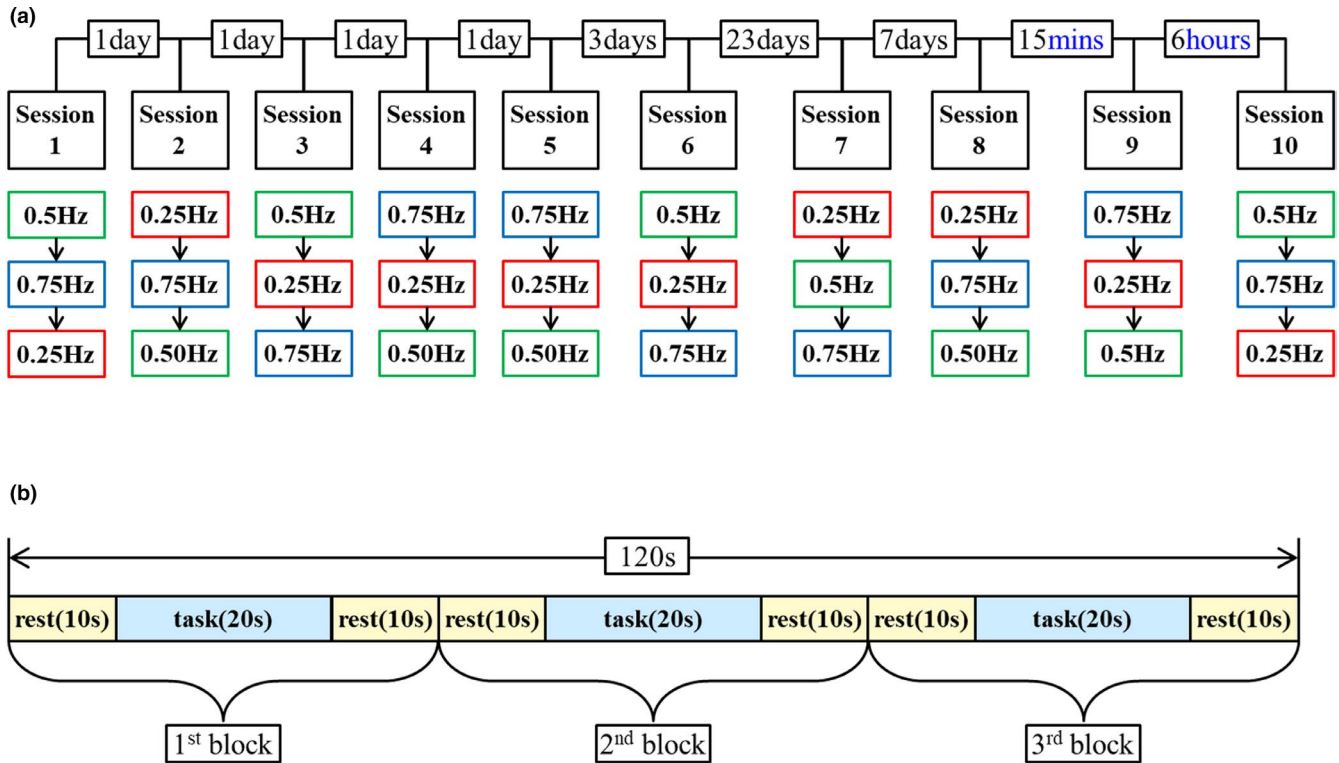 (a)
1day 1day 1day 1day 3days 23days 7days 15mins 6hours
Session Session Session Session Session Session Session Session Session Session
1 2 3 4 5 6 7 8 9 10
0.5Hz 0.25Hz 0.5Hz 0.75Hz 0.75Hz 0.5Hz 0.25Hz 0.25Hz 0.75Hz 0.5Hz
0.75Hz 0.75Hz 0.25Hz 0.25Hz 0.25Hz 0.25Hz 0.5Hz 0.75Hz 0.25Hz 0.75Hz
0.25Hz 0.50Hz 0.75Hz 0.50Hz 0.50Hz 0.75Hz 0.75Hz 0.50Hz 0.5Hz 0.25Hz
(b)
120s
rest(10s) task(20s) rest(10s) rest(10s) task(20s) rest(10s) rest(10s) task(20s) rest(10s)
1st block 2nd block 3rd block